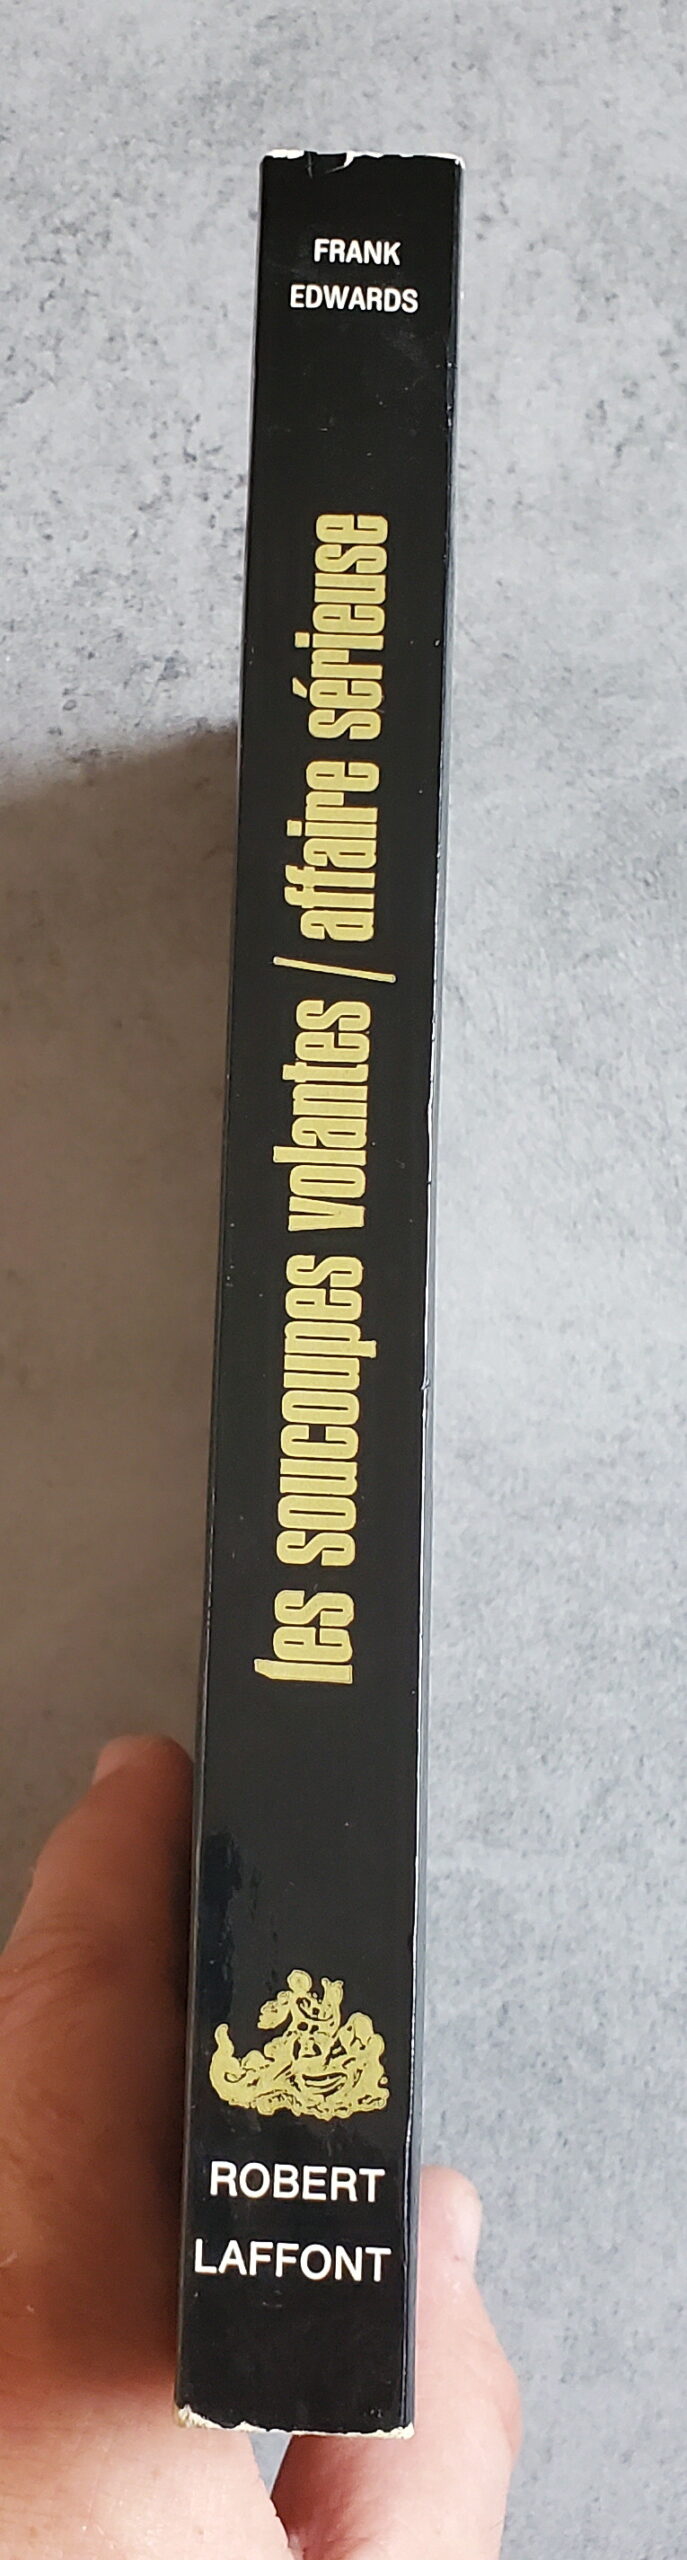 FRANK
EDWARDS
les soucoupes volantes / affaire sérieuse
ROBERT
LAFFONT